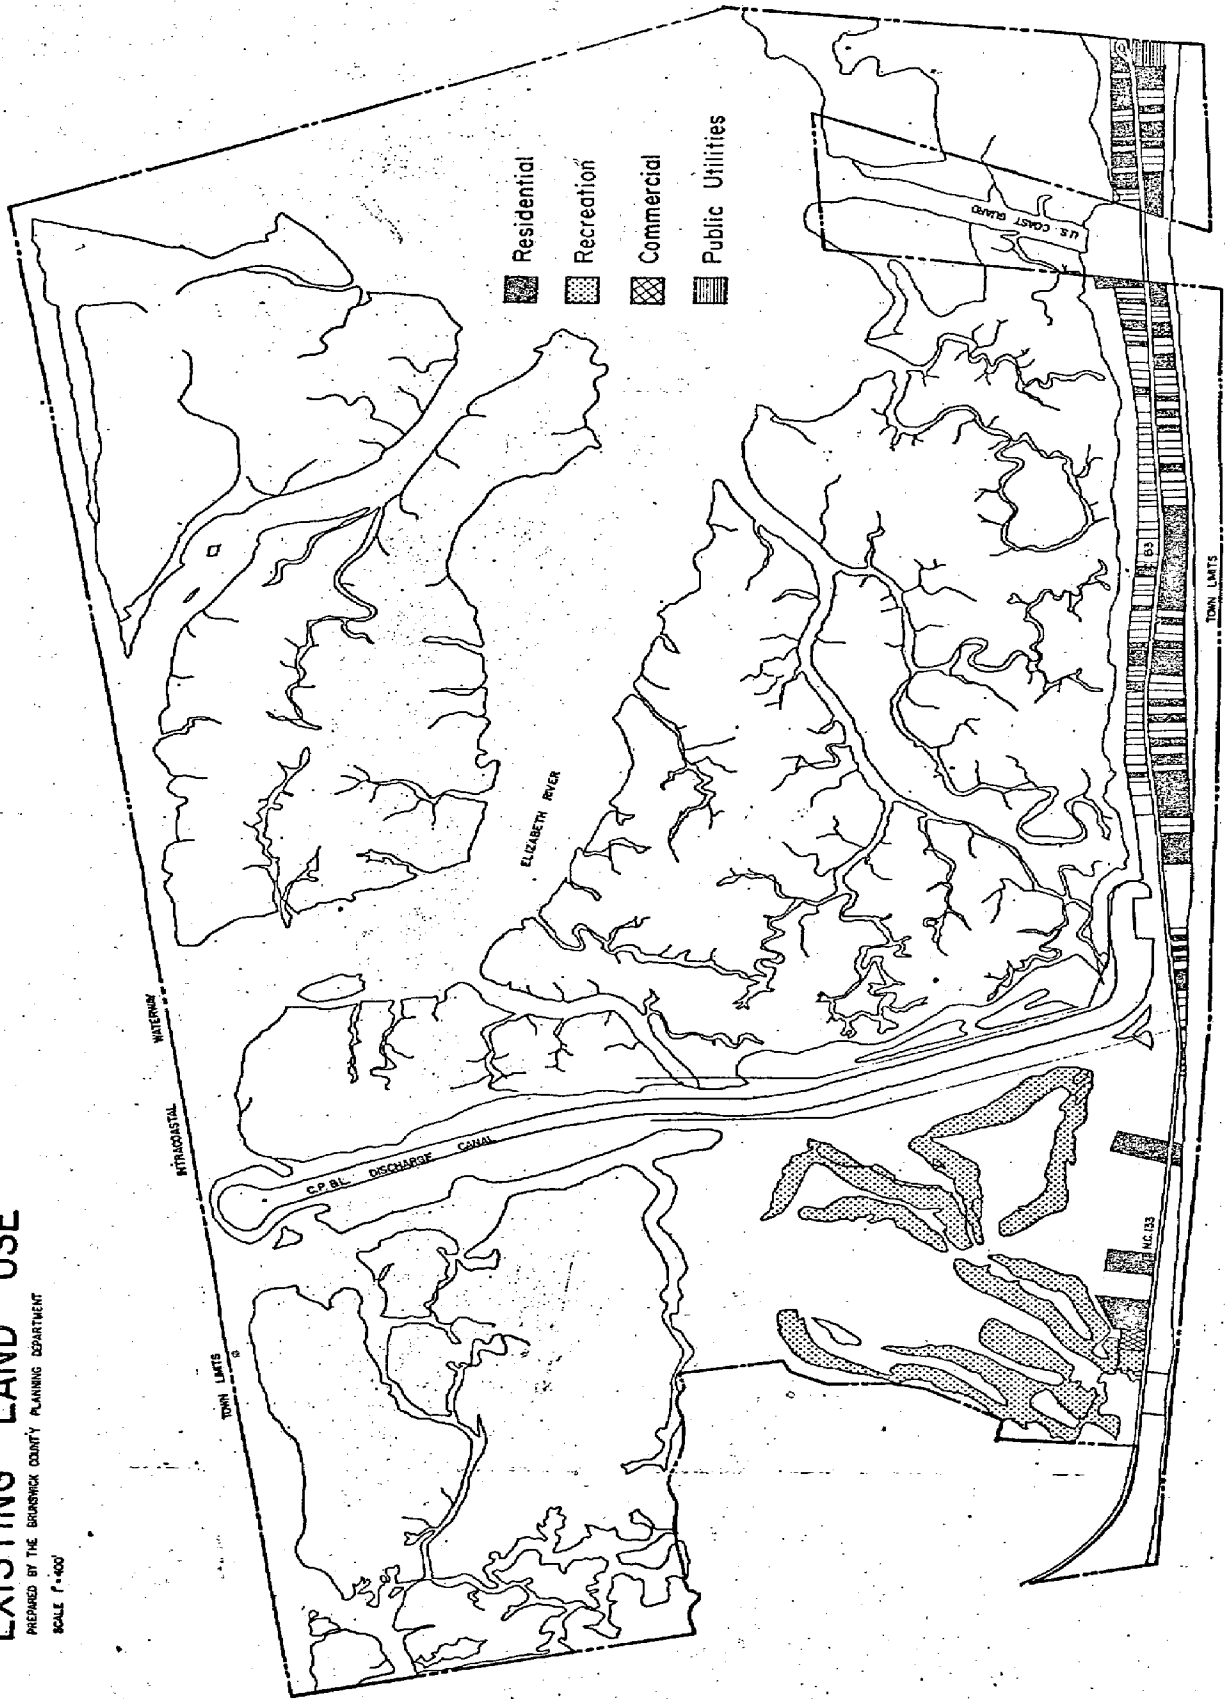 EXISTING LAND USE
PREPARED BY THE BRUNSWICK COUNTY PLANNING DEPARTMENT
SCALE 1"=400'
TOWN LIMITS
INTRACOASTAL
WATERWAY
C.P. & L. DISCHARGE CANAL
ELIZABETH RIVER
Residential
Recreation
Commercial
Public Utilities
U.S. COAST GUARD
N.C. 133
133
TOWN LIMITS